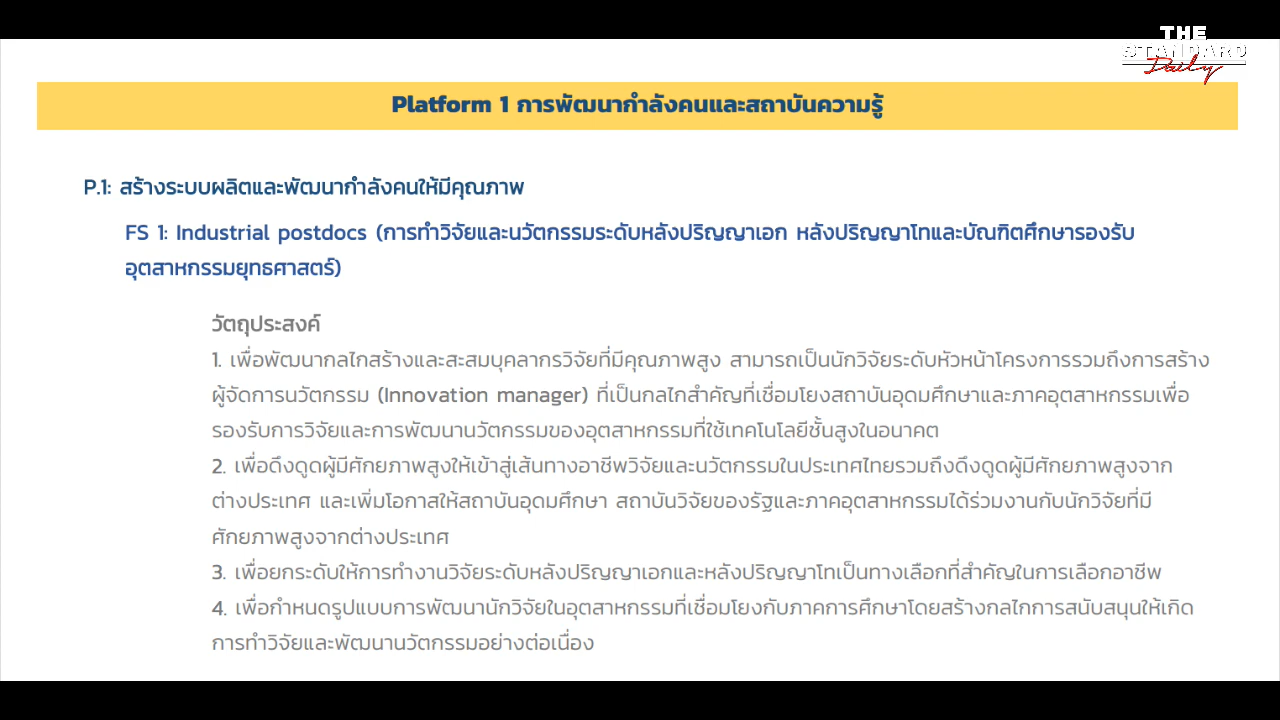 THE
STANDARD
Daily
Platform 1 การพัฒนากำลังคนและสถาบันความรู้
P.1: สร้างระบบผลิตและพัฒนากำลังคนให้มีคุณภาพ
FS 1: Industrial postdocs (การทำวิจัยและนวัตกรรมระดับหลังปริญญาเอก หลังปริญญาโทและบัณฑิตศึกษารองรับ
อุตสาหกรรมยุทธศาสตร์)
วัตถุประสงค์
1. เพื่อพัฒนากลไกสร้างและสะสมบุคลากรวิจัยที่มีคุณภาพสูง สามารถเป็นนักวิจัยระดับหัวหน้าโครงการรวมถึงการสร้าง
ผู้จัดการนวัตกรรม (Innovation manager) ที่เป็นกลไกสำคัญที่เชื่อมโยงสถาบันอุดมศึกษาและภาคอุตสาหกรรมเพื่อ
รองรับการวิจัยและการพัฒนานวัตกรรมของอุตสาหกรรมที่ใช้เทคโนโลยีชั้นสูงในอนาคต
2. เพื่อดึงดูดผู้มีศักยภาพสูงให้เข้าสู่เส้นทางอาชีพวิจัยและนวัตกรรมในประเทศไทยรวมถึงดึงดูดผู้มีศักยภาพสูงจาก
ต่างประเทศ และเพิ่มโอกาสให้สถาบันอุดมศึกษา สถาบันวิจัยของรัฐและภาคอุตสาหกรรมได้ร่วมงานกับนักวิจัยที่มี
ศักยภาพสูงจากต่างประเทศ
3. เพื่อยกระดับให้การทำงานวิจัยระดับหลังปริญญาเอกและหลังปริญญาโทเป็นทางเลือกที่สำคัญในการเลือกอาชีพ
4. เพื่อกำหนดรูปแบบการพัฒนานักวิจัยในอุตสาหกรรมที่เชื่อมโยงกับภาคการศึกษาโดยสร้างกลไกการสนับสนุนให้เกิด
การทำวิจัยและพัฒนานวัตกรรมอย่างต่อเนื่อง